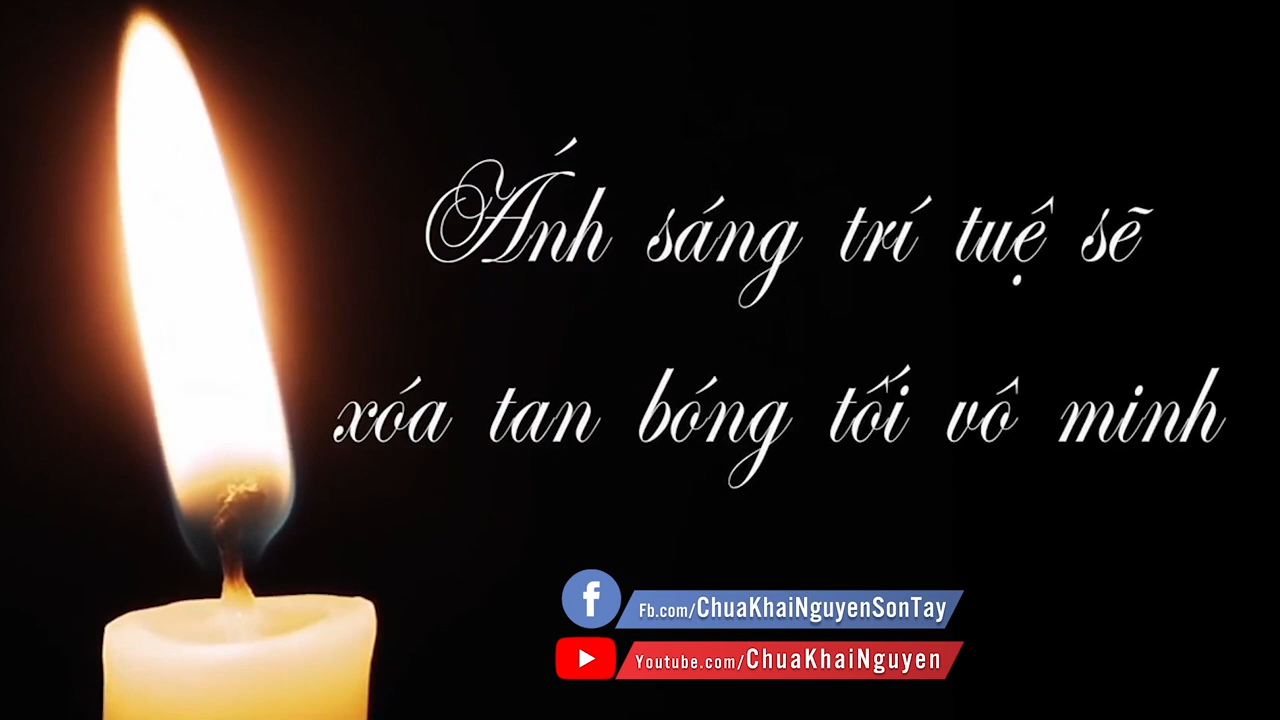 Ánh sáng trí tuệ sẽ
xóa tan bóng tối vô minh
Fb.com/ChuaKhaiNguyenSonTay
Youtube.com/ChuaKhaiNguyen